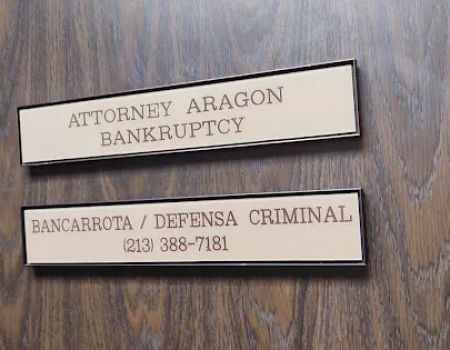 ATTORNEY ARAGON
BANKRUPTCY
BANCARROTA / DEFENSA CRIMINAL
(213) 388-7181